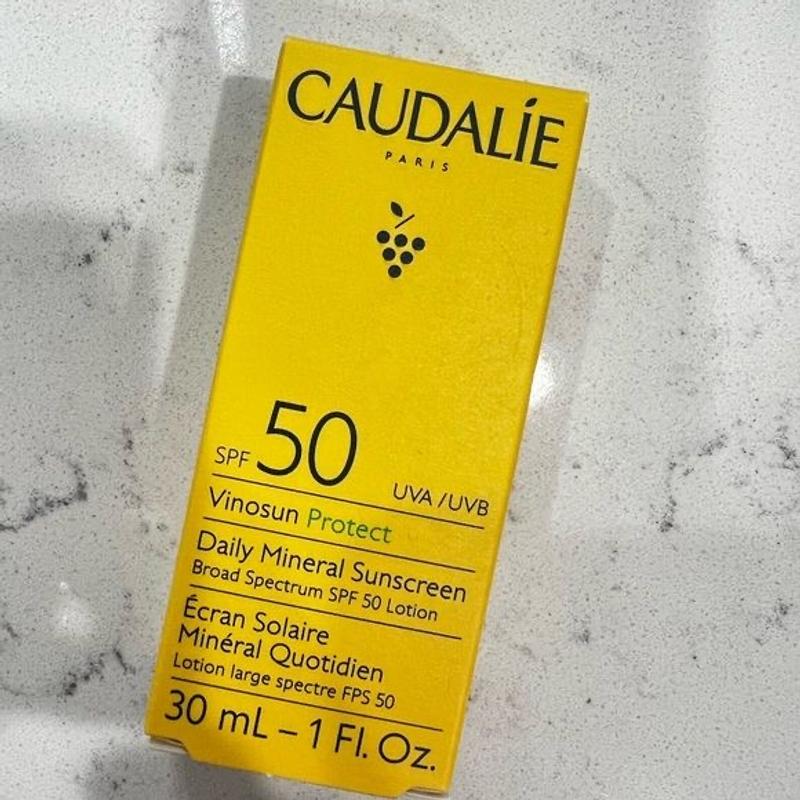 CAUDALÍE
PARIS
SPF 50
UVA /UVB
Vinosun Protect
Daily Mineral Sunscreen
Broad Spectrum SPF 50 Lotion
Écran Solaire
Minéral Quotidien
Lotion large spectre FPS 50
30 mL – 1 Fl. Oz.